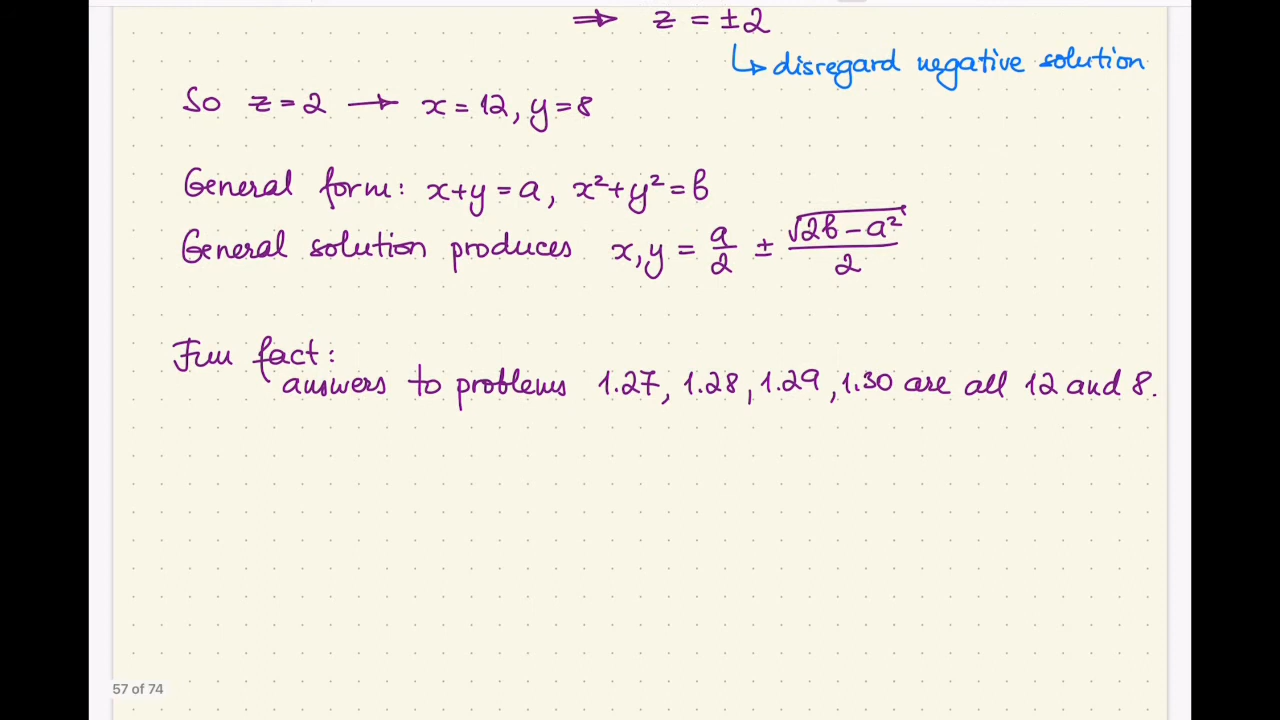 ⇒ z = ±2
↳ disregard negative solution
So z = 2 → x = 12, y = 8
General form: x+y = a, x²+y² = b
General solution produces x, y = a/2 ± √(2b − a²)/2
Fun fact:
answers to problems 1.27, 1.28, 1.29, 1.30 are all 12 and 8.
57 of 74